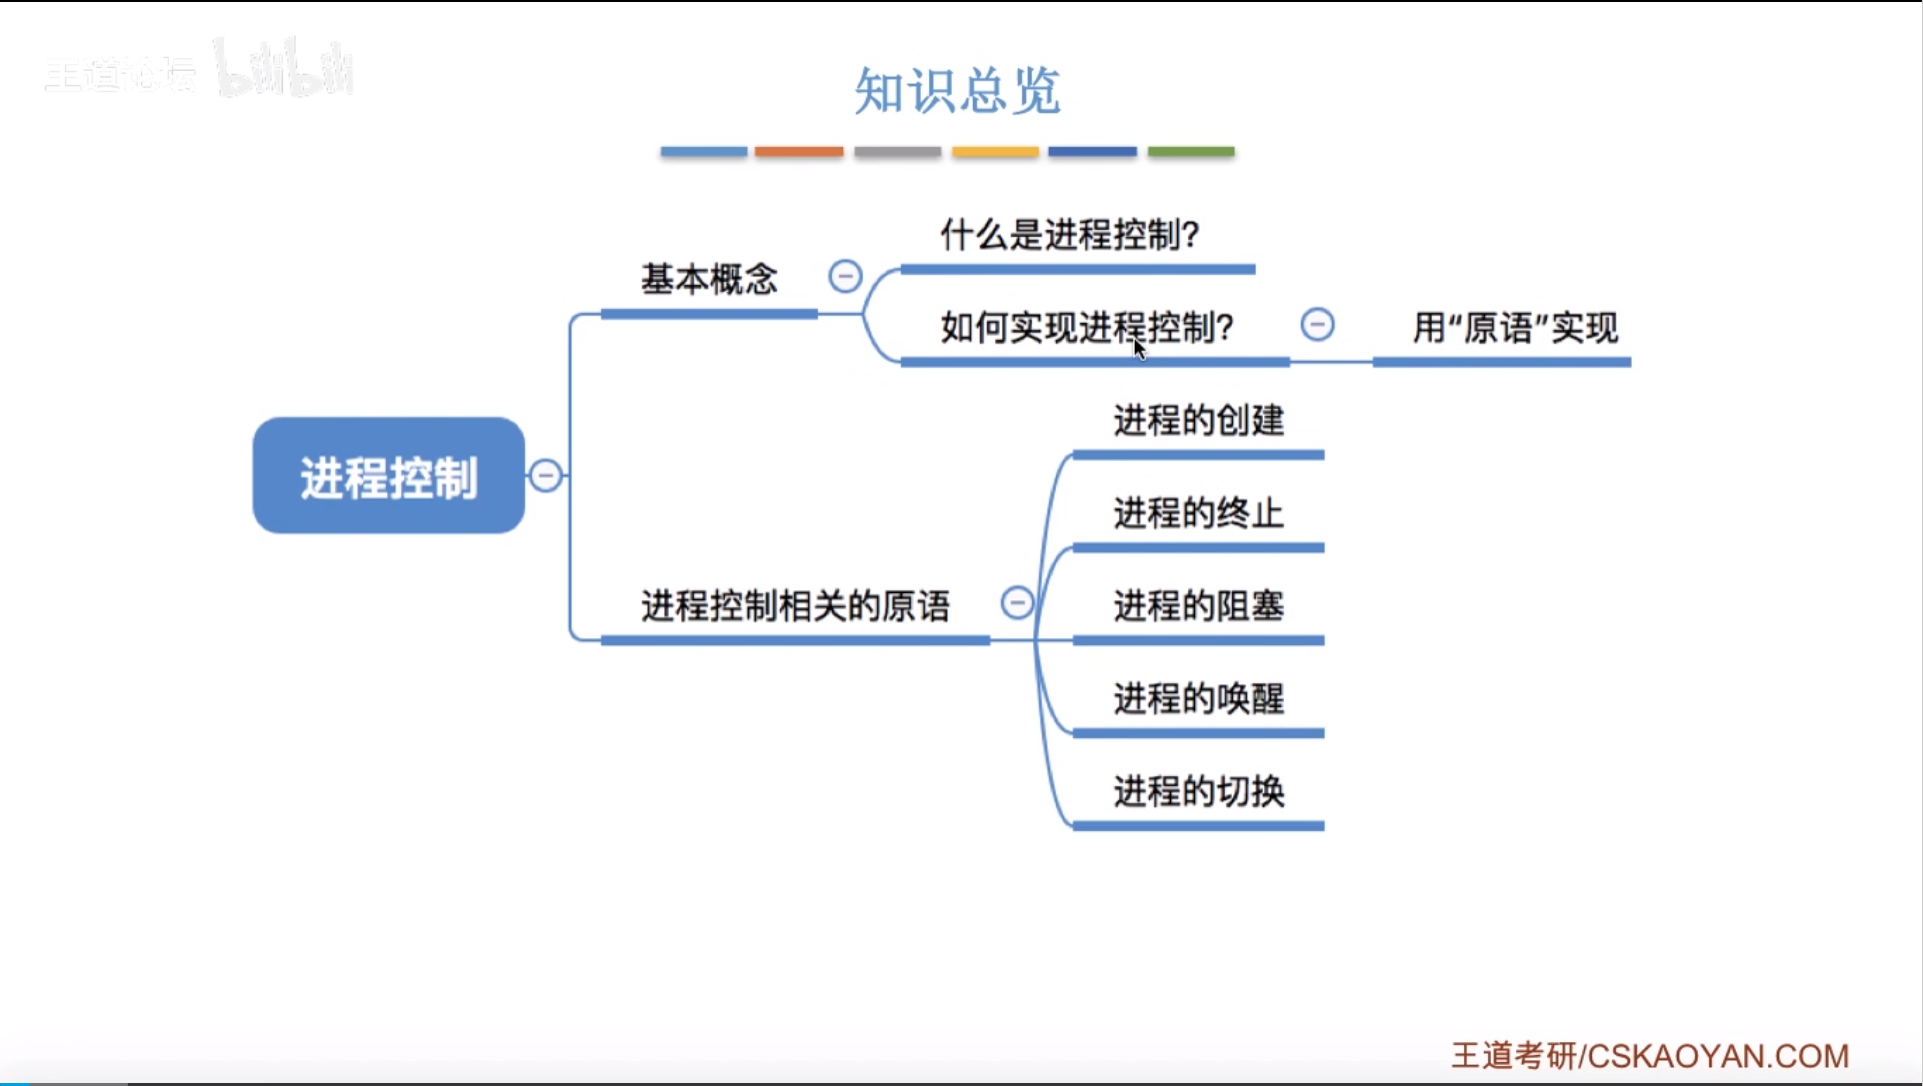 王道论坛 bilibili
知识总览
什么是进程控制?
基本概念
如何实现进程控制?
用“原语”实现
进程的创建
进程控制
进程的终止
进程控制相关的原语
进程的阻塞
进程的唤醒
进程的切换
王道考研/CSKAOYAN.COM